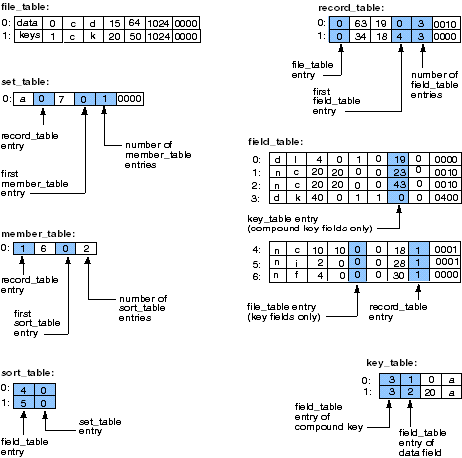 file_table:
0: data 0 c d 15 64 1024 0000
1: keys 1 c k 20 50 1024 0000
record_table:
0: 0 63 19 0 3 0010
1: 0 34 18 4 3 0000
file_table
entry
first
field_table
entry
number of
field_table
entries
set_table:
0: a 0 7 0 1 0000
record_table
entry
first
member_table
entry
number of
member_table
entries
field_table:
0: d l 4 0 1 0 19 0 0000
1: n c 20 20 0 0 23 0 0010
2: n c 20 20 0 0 43 0 0010
3: d k 40 0 1 1 0 0 0400
key_table entry
(compound key fields only)
4: n c 10 10 0 0 18 1 0001
5: n i 2 0 0 0 28 1 0001
6: n f 4 0 0 0 30 1 0000
file_table entry
(key fields only)
record_table
entry
member_table:
0: 1 6 0 2
record_table
entry
first
sort_table
entry
number of
sort_table
entries
sort_table:
0: 4 0
1: 5 0
field_table
entry
set_table
entry
key_table:
0: 3 1 0 a
1: 3 2 20 a
field_table
entry of
compound key
field_table
entry of
data field